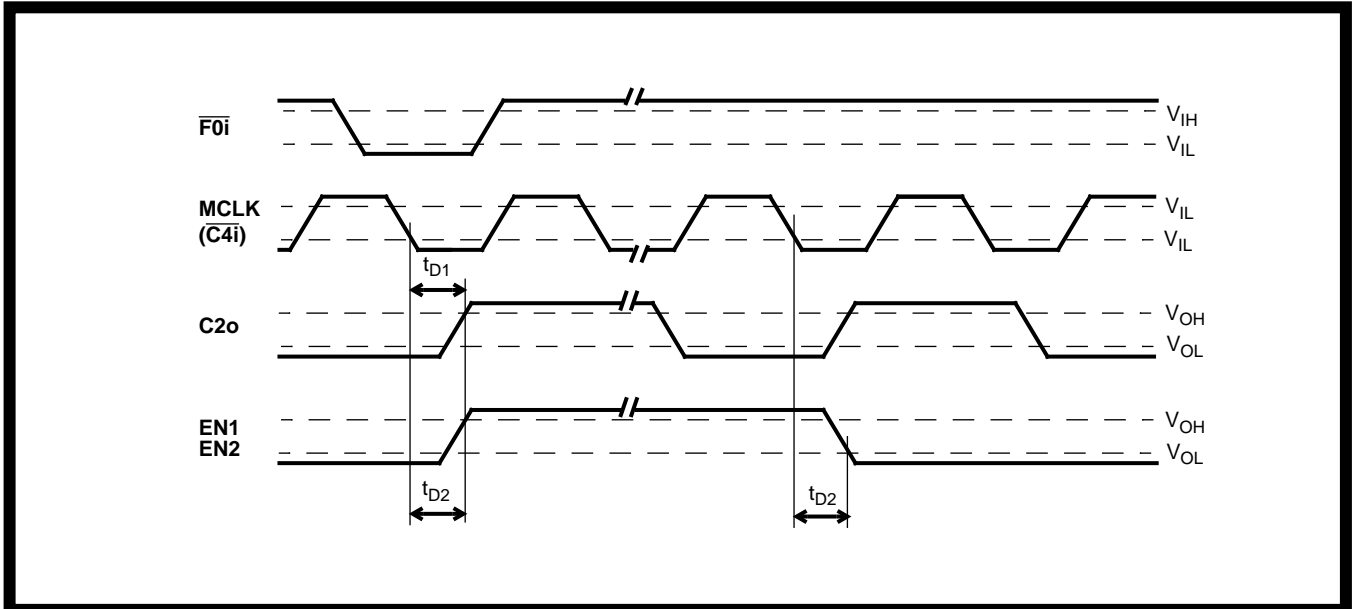 F0i
V_IH
V_IL
MCLK
(C4i)
V_IL
V_IL
t_D1
C2o
V_OH
V_OL
EN1
EN2
V_OH
V_OL
t_D2
t_D2